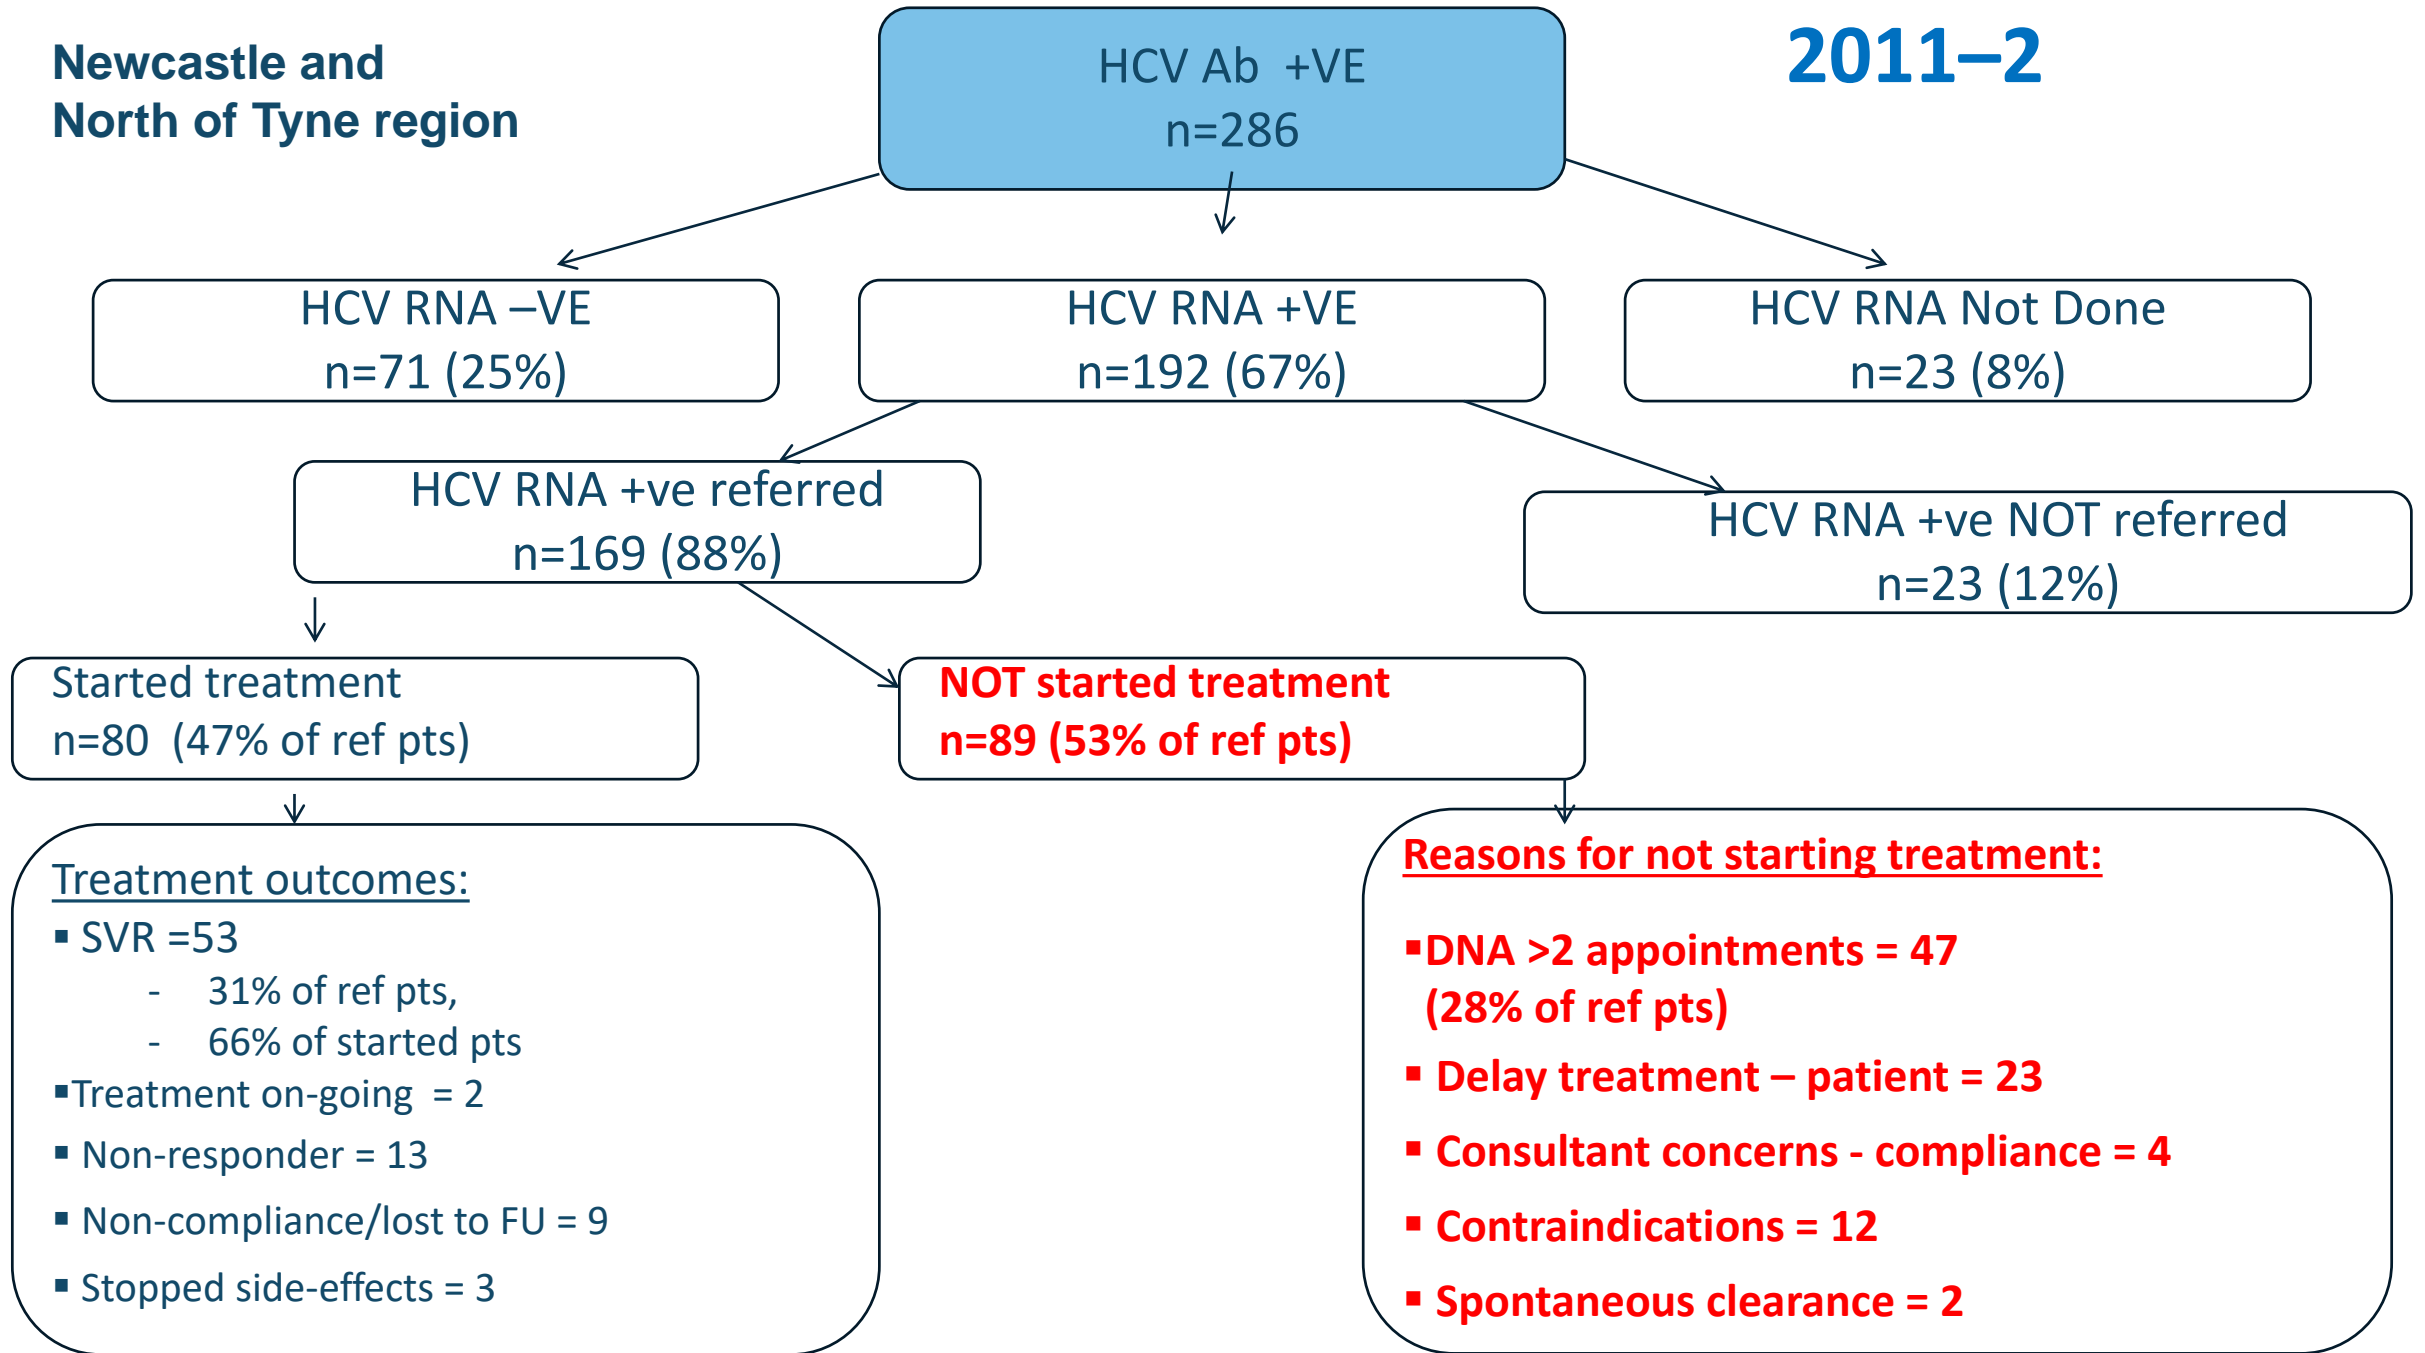 Newcastle and
North of Tyne region
HCV Ab +VE
n=286
2011–2
HCV RNA –VE
n=71 (25%)
HCV RNA +VE
n=192 (67%)
HCV RNA Not Done
n=23 (8%)
HCV RNA +ve referred
n=169 (88%)
HCV RNA +ve NOT referred
n=23 (12%)
Started treatment
n=80 (47% of ref pts)
NOT started treatment
n=89 (53% of ref pts)
Treatment outcomes:
▪ SVR =53
- 31% of ref pts,
- 66% of started pts
▪Treatment on-going = 2
▪ Non-responder = 13
▪ Non-compliance/lost to FU = 9
▪ Stopped side-effects = 3
Reasons for not starting treatment:
▪DNA >2 appointments = 47
(28% of ref pts)
▪ Delay treatment – patient = 23
▪ Consultant concerns - compliance = 4
▪ Contraindications = 12
▪ Spontaneous clearance = 2